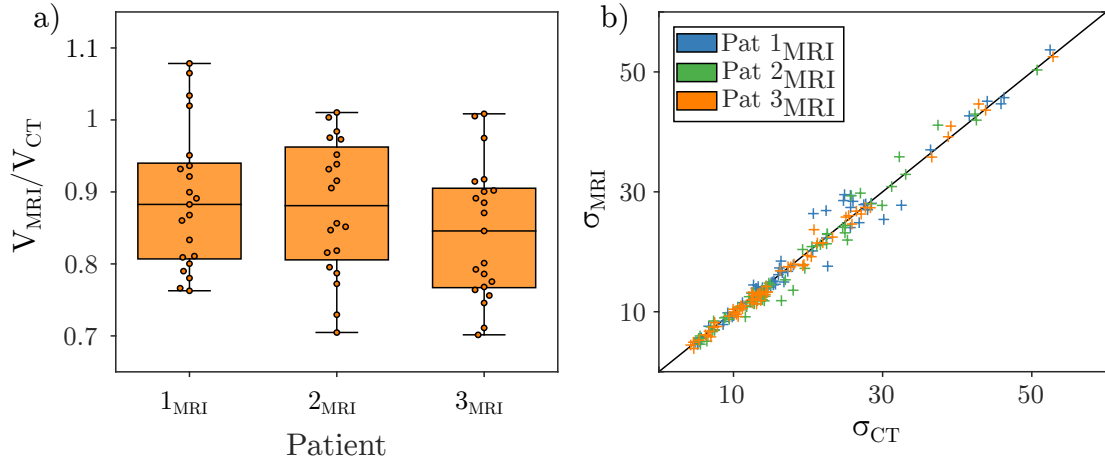 a)
1.1
1
0.9
0.8
0.7
V_MRI/V_CT
1_MRI
2_MRI
3_MRI
Patient
b)
Pat 1_MRI
Pat 2_MRI
Pat 3_MRI
50
30
10
σ_MRI
10
30
50
σ_CT